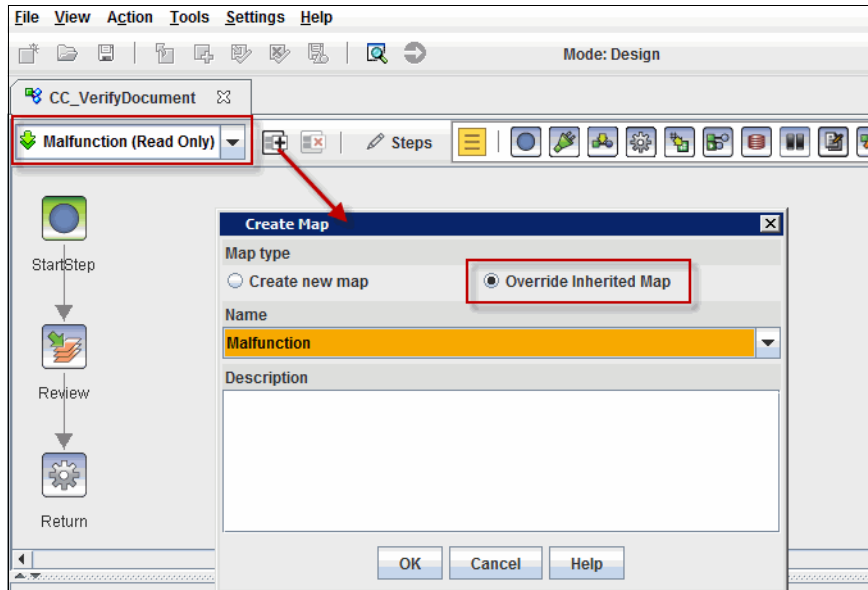 File View Action Tools Settings Help
Mode: Design
CC_VerifyDocument
Malfunction (Read Only)
Steps
StartStep
Review
Return
Create Map
Map type
Create new map
Override Inherited Map
Name
Malfunction
Description
OK Cancel Help